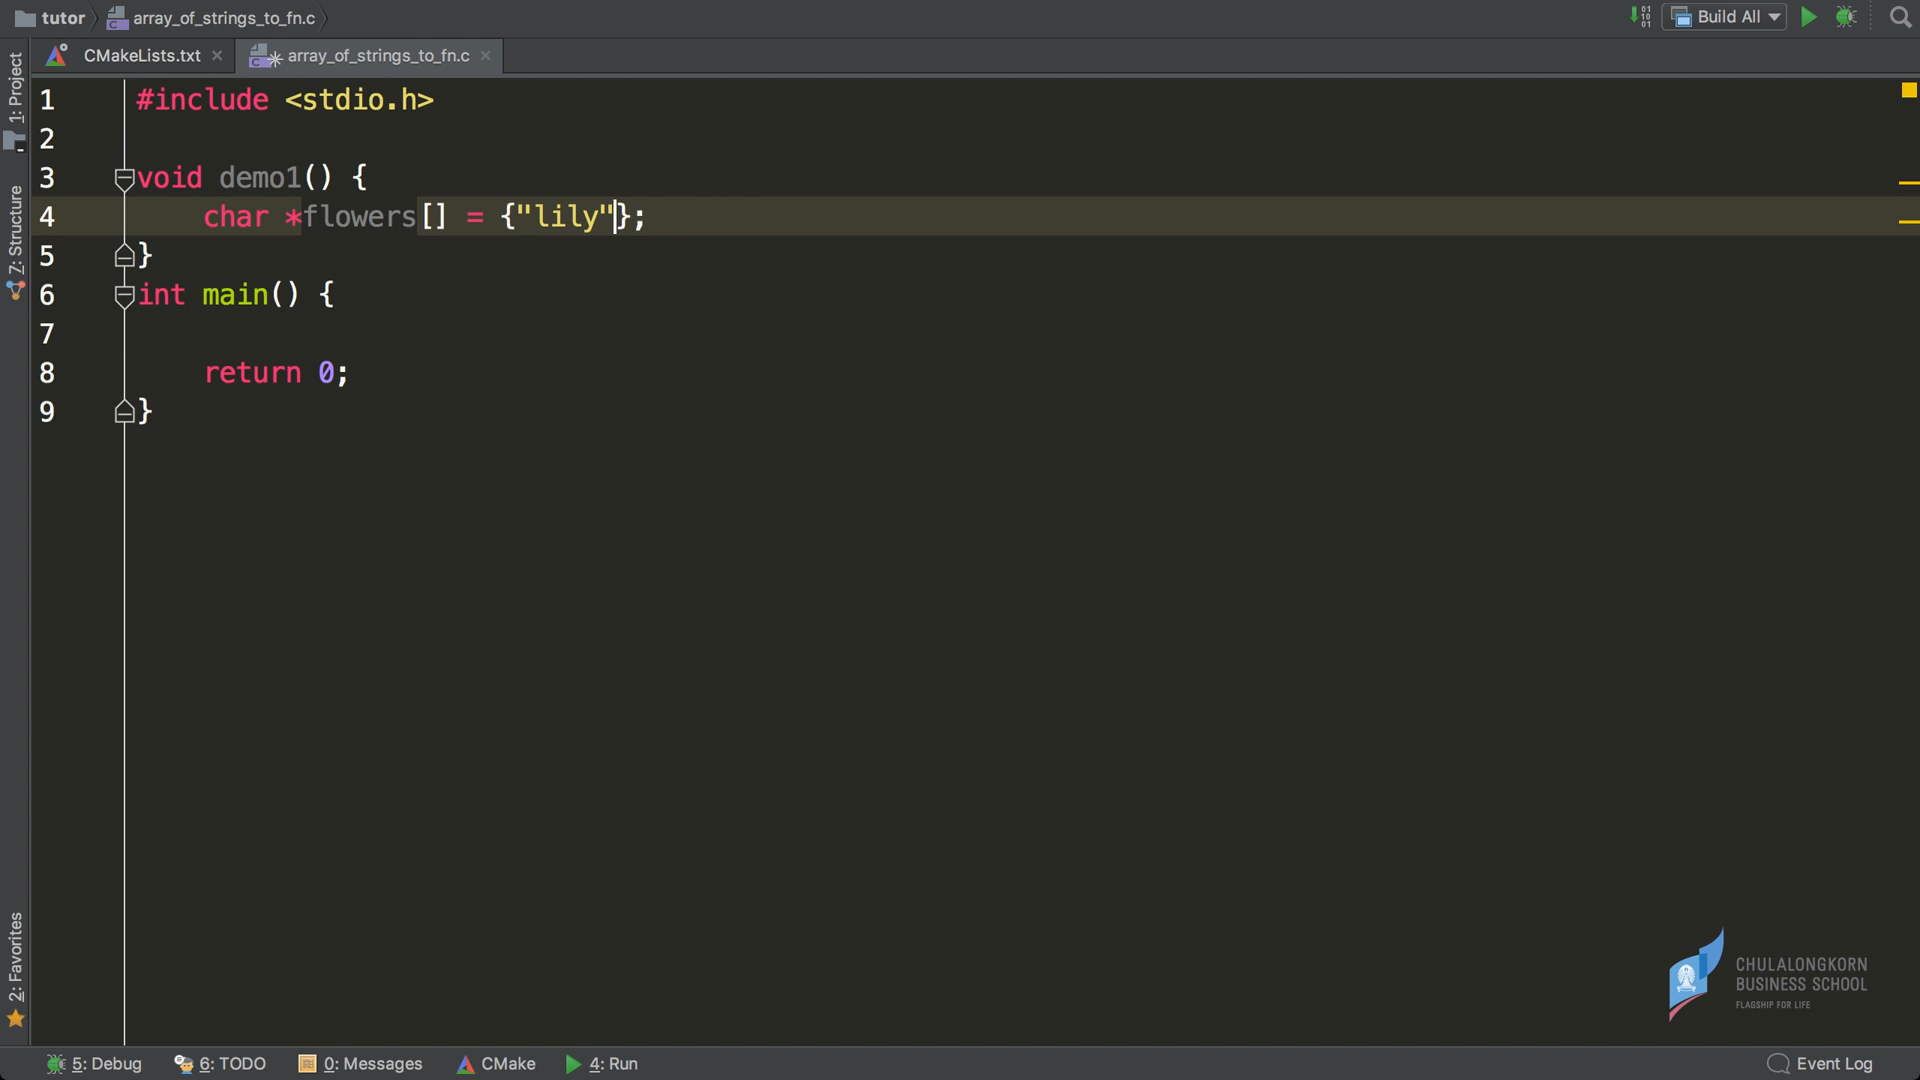 tutor array_of_strings_to_fn.c Build All
CMakeLists.txt array_of_strings_to_fn.c
1: Project
Z: Structure
2: Favorites
1 #include <stdio.h>
2
3 void demo1() {
4 char *flowers[] = {"lily"};
5 }
6 int main() {
7
8 return 0;
9 }
CHULALONGKORN
BUSINESS SCHOOL
FLAGSHIP FOR LIFE
5: Debug 6: TODO 0: Messages CMake 4: Run Event Log